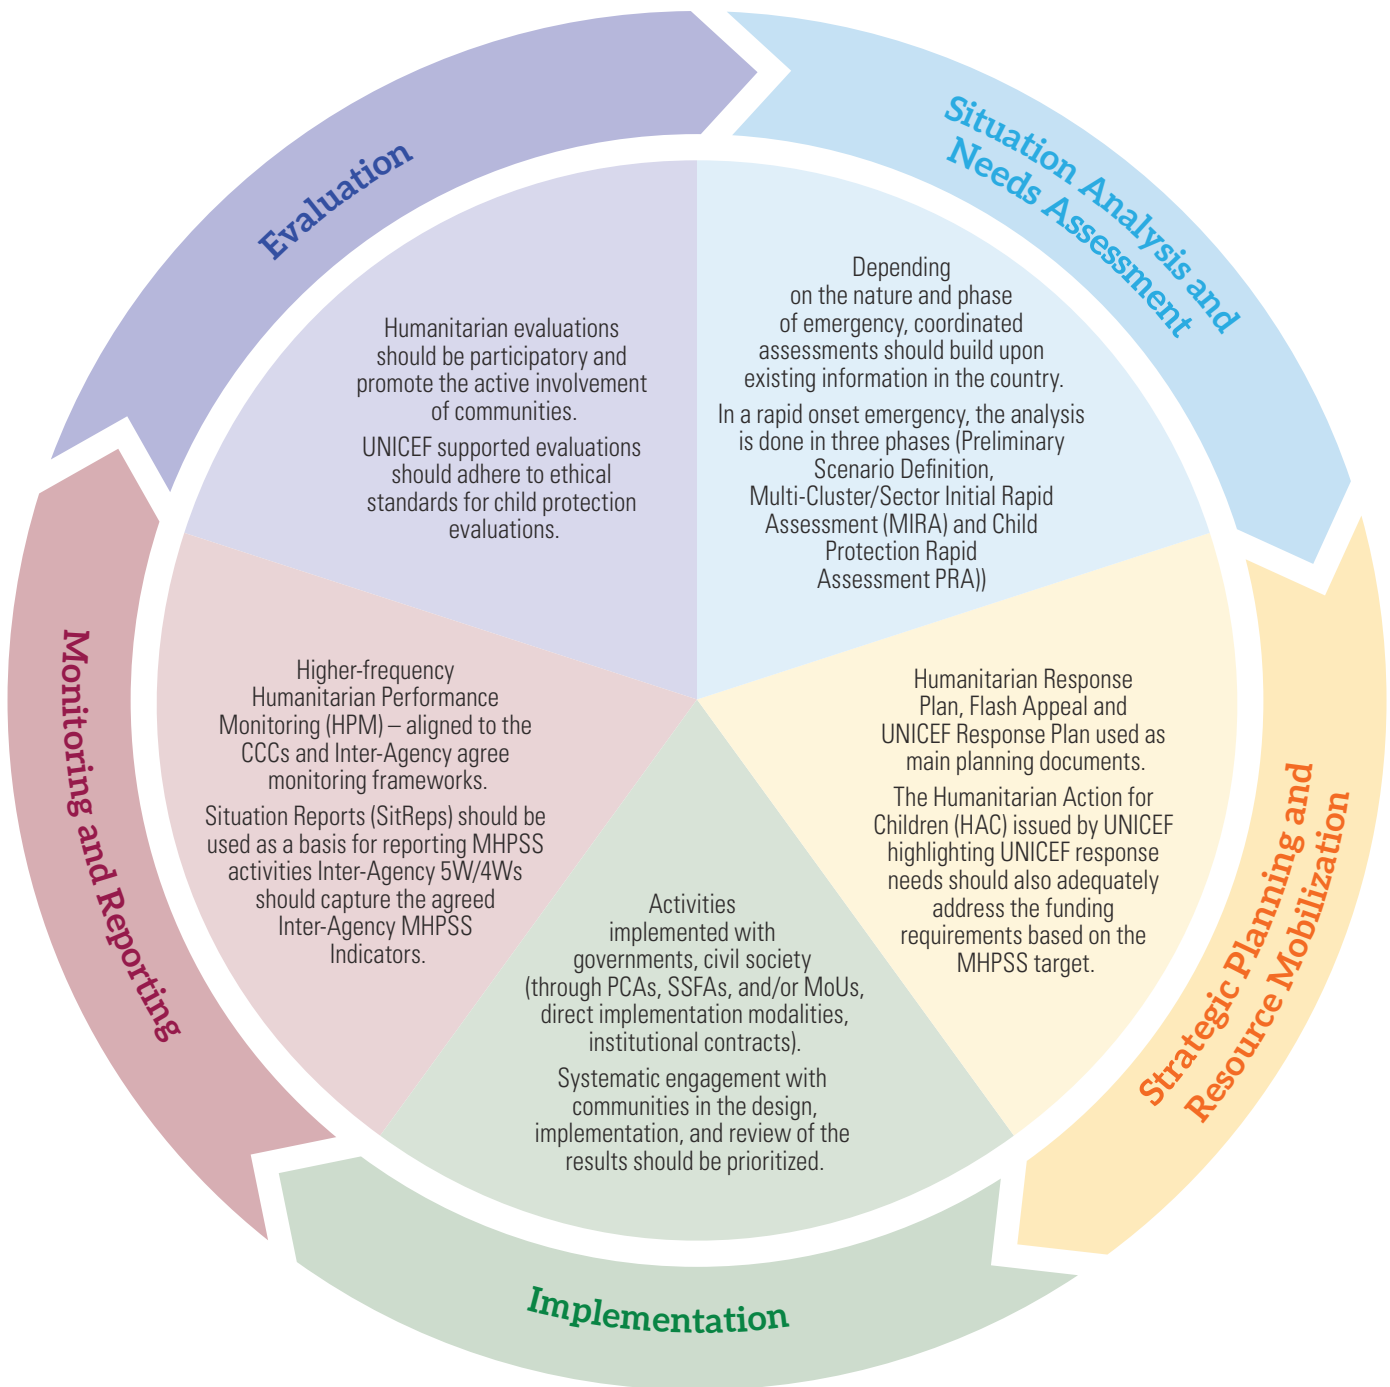 Situation Analysis and
Needs Assessment
Depending
on the nature and phase
of emergency, coordinated
assessments should build upon
existing information in the country.
In a rapid onset emergency, the analysis
is done in three phases (Preliminary
Scenario Definition,
Multi-Cluster/Sector Initial Rapid
Assessment (MIRA) and Child
Protection Rapid
Assessment PRA))
Strategic Planning and
Resource Mobilization
Humanitarian Response
Plan, Flash Appeal and
UNICEF Response Plan used as
main planning documents.
The Humanitarian Action for
Children (HAC) issued by UNICEF
highlighting UNICEF response
needs should also adequately
address the funding
requirements based on the
MHPSS target.
Implementation
Activities
implemented with
governments, civil society
(through PCAs, SSFAs, and/or MoUs,
direct implementation modalities,
institutional contracts).
Systematic engagement with
communities in the design,
implementation, and review of the
results should be prioritized.
Monitoring and Reporting
Higher-frequency
Humanitarian Performance
Monitoring (HPM) – aligned to the
CCCs and Inter-Agency agree
monitoring frameworks.
Situation Reports (SitReps) should be
used as a basis for reporting MHPSS
activities Inter-Agency 5W/4Ws
should capture the agreed
Inter-Agency MHPSS
Indicators.
Evaluation
Humanitarian evaluations
should be participatory and
promote the active involvement
of communities.
UNICEF supported evaluations
should adhere to ethical
standards for child protection
evaluations.